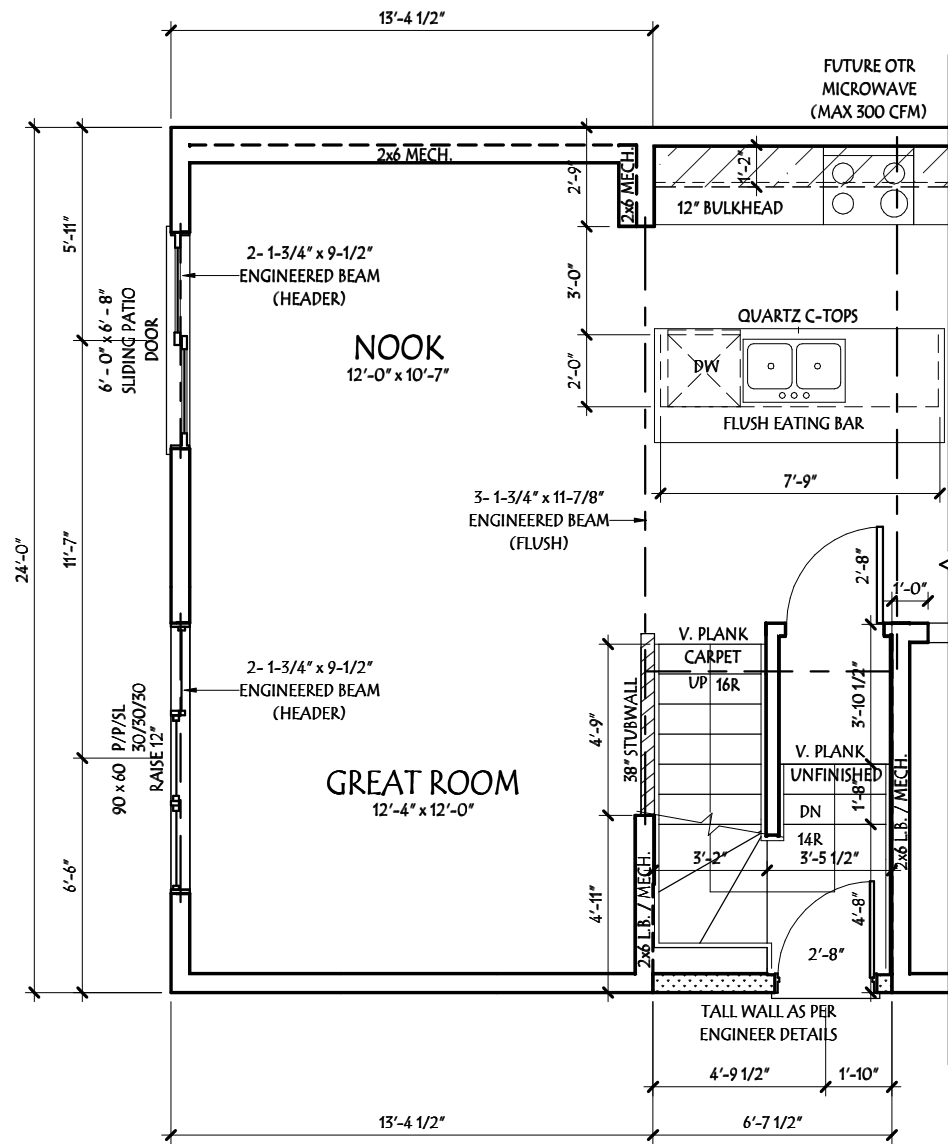 13'-4 1/2"
FUTURE OTR
MICROWAVE
(MAX 300 CFM)
2x6 MECH.
2x6 MECH.
2'-9"
1'-2"
12" BULKHEAD
5'-11"
2- 1-3/4" x 9-1/2"
ENGINEERED BEAM
(HEADER)
6' - 0" x 6' - 8"
SLIDING PATIO
DOOR
3'-0"
QUARTZ C-TOPS
NOOK
12'-0" x 10'-7"
2'-0"
DW
FLUSH EATING BAR
7'-9"
3- 1-3/4" x 11-7/8"
ENGINEERED BEAM
(FLUSH)
24'-0"
11'-7"
2'-8"
1'-0"
V. PLANK
CARPET
UP 16R
2- 1-3/4" x 9-1/2"
ENGINEERED BEAM
(HEADER)
90 x 60 P/P/SL
30/30/30
RAISE 12"
4'-9"
38" STUBWALL
3'-10 1/2"
V. PLANK
UNFINISHED
GREAT ROOM
12'-4" x 12'-0"
DN
14R
1'-8"
2x6 L.B. / MECH.
3'-2"
3'-5 1/2"
6'-6"
4'-11"
2x6 L.B. / MECH.
4'-8"
2'-8"
TALL WALL AS PER
ENGINEER DETAILS
4'-9 1/2"
1'-10"
13'-4 1/2"
6'-7 1/2"